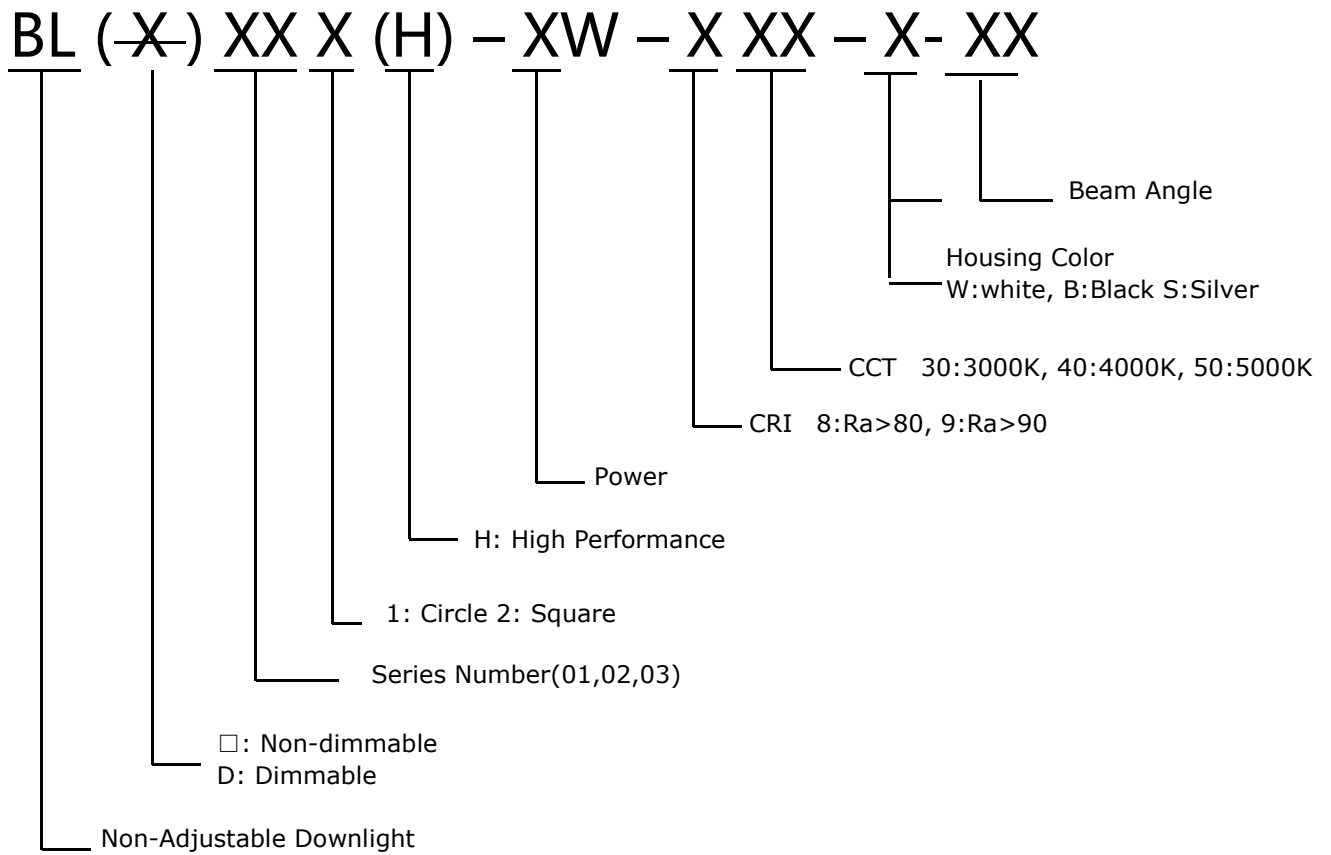 BL (X) XX X (H) – XW – X XX – X- XX
Beam Angle
Housing Color
W:white, B:Black S:Silver
CCT 30:3000K, 40:4000K, 50:5000K
CRI 8:Ra>80, 9:Ra>90
Power
H: High Performance
1: Circle 2: Square
Series Number(01,02,03)
□: Non-dimmable
D: Dimmable
Non-Adjustable Downlight